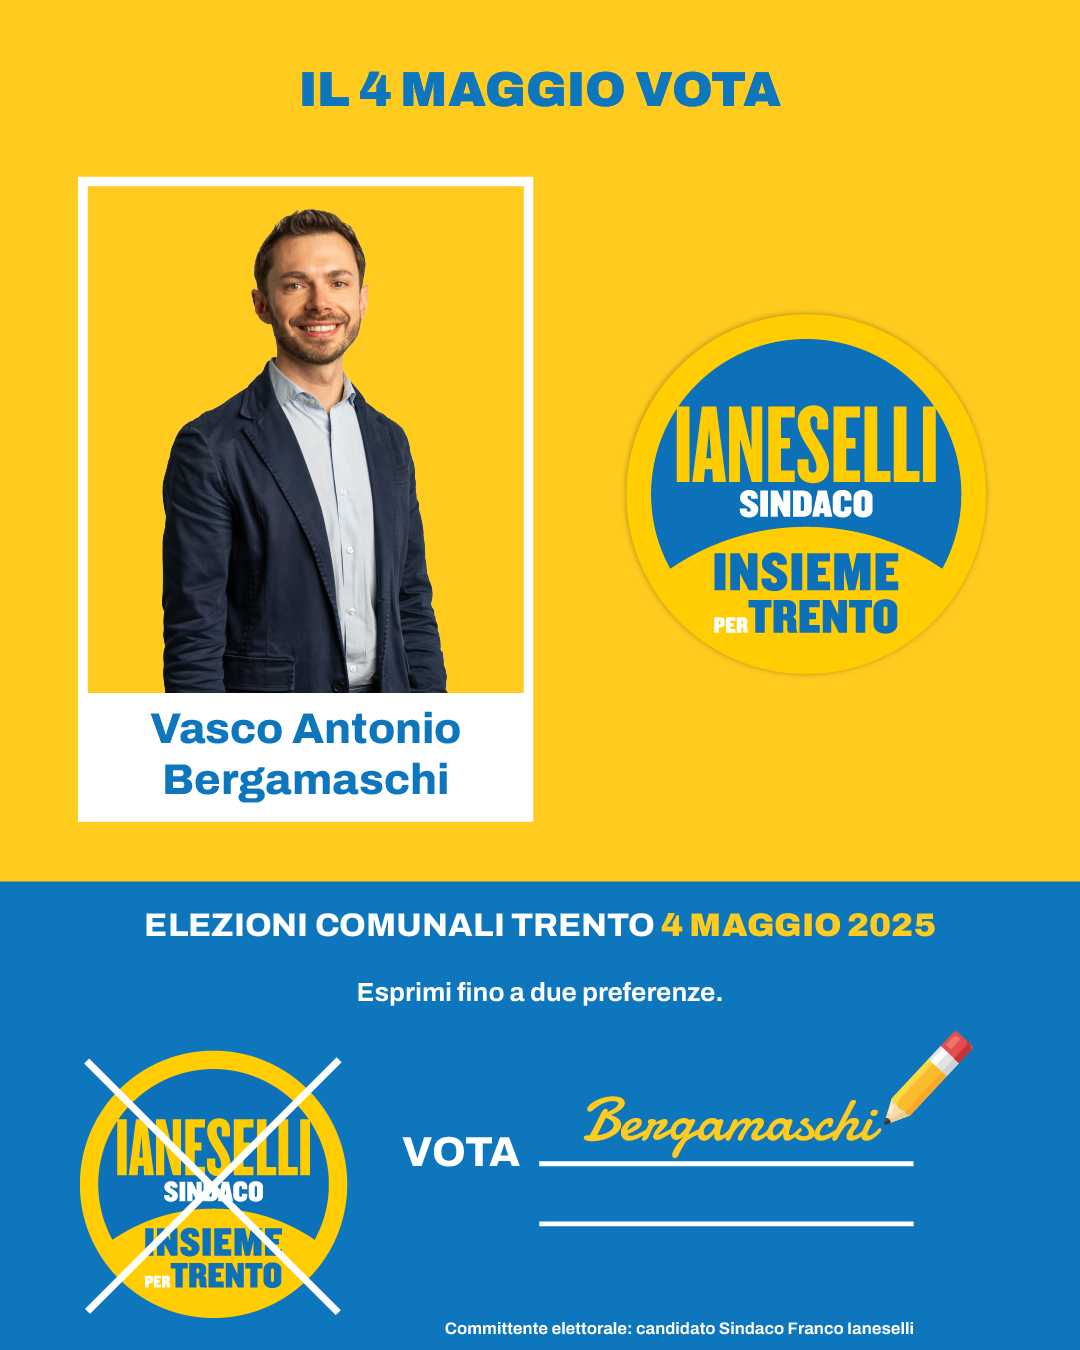 IL 4 MAGGIO VOTA
IANESELLI
SINDACO
INSIEME
PER TRENTO
Vasco Antonio
Bergamaschi
ELEZIONI COMUNALI TRENTO 4 MAGGIO 2025
Esprimi fino a due preferenze.
IANESELLI
SINDACO
INSIEME
PER TRENTO
VOTA
Bergamaschi
Committente elettorale: candidato Sindaco Franco Ianeselli